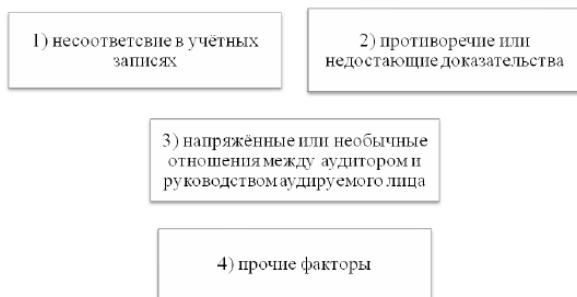 1) несоответсвие в учётных
записях
2) противоречие или
недостающие доказательства
3) напряжённые или необычные
отношения между аудитором и
руководством аудируемого лица
4) прочие факторы